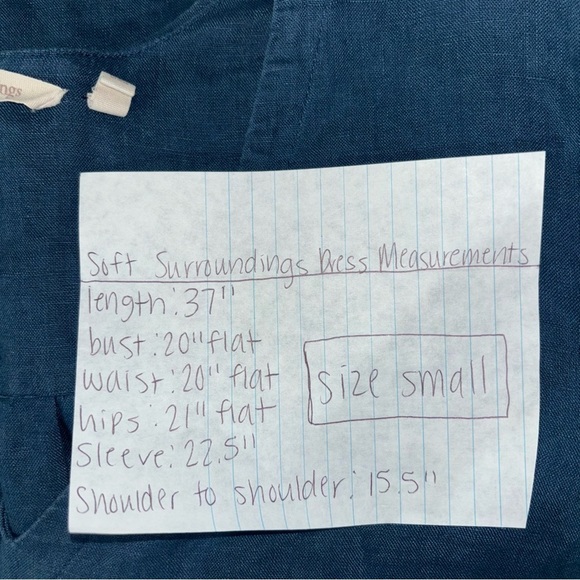 ngs
Soft Surroundings Dress Measurements
length: 37"
bust: 20" flat
waist: 20" flat
hips: 21" flat
size small
Sleeve: 22.5"
Shoulder to shoulder: 15.5"